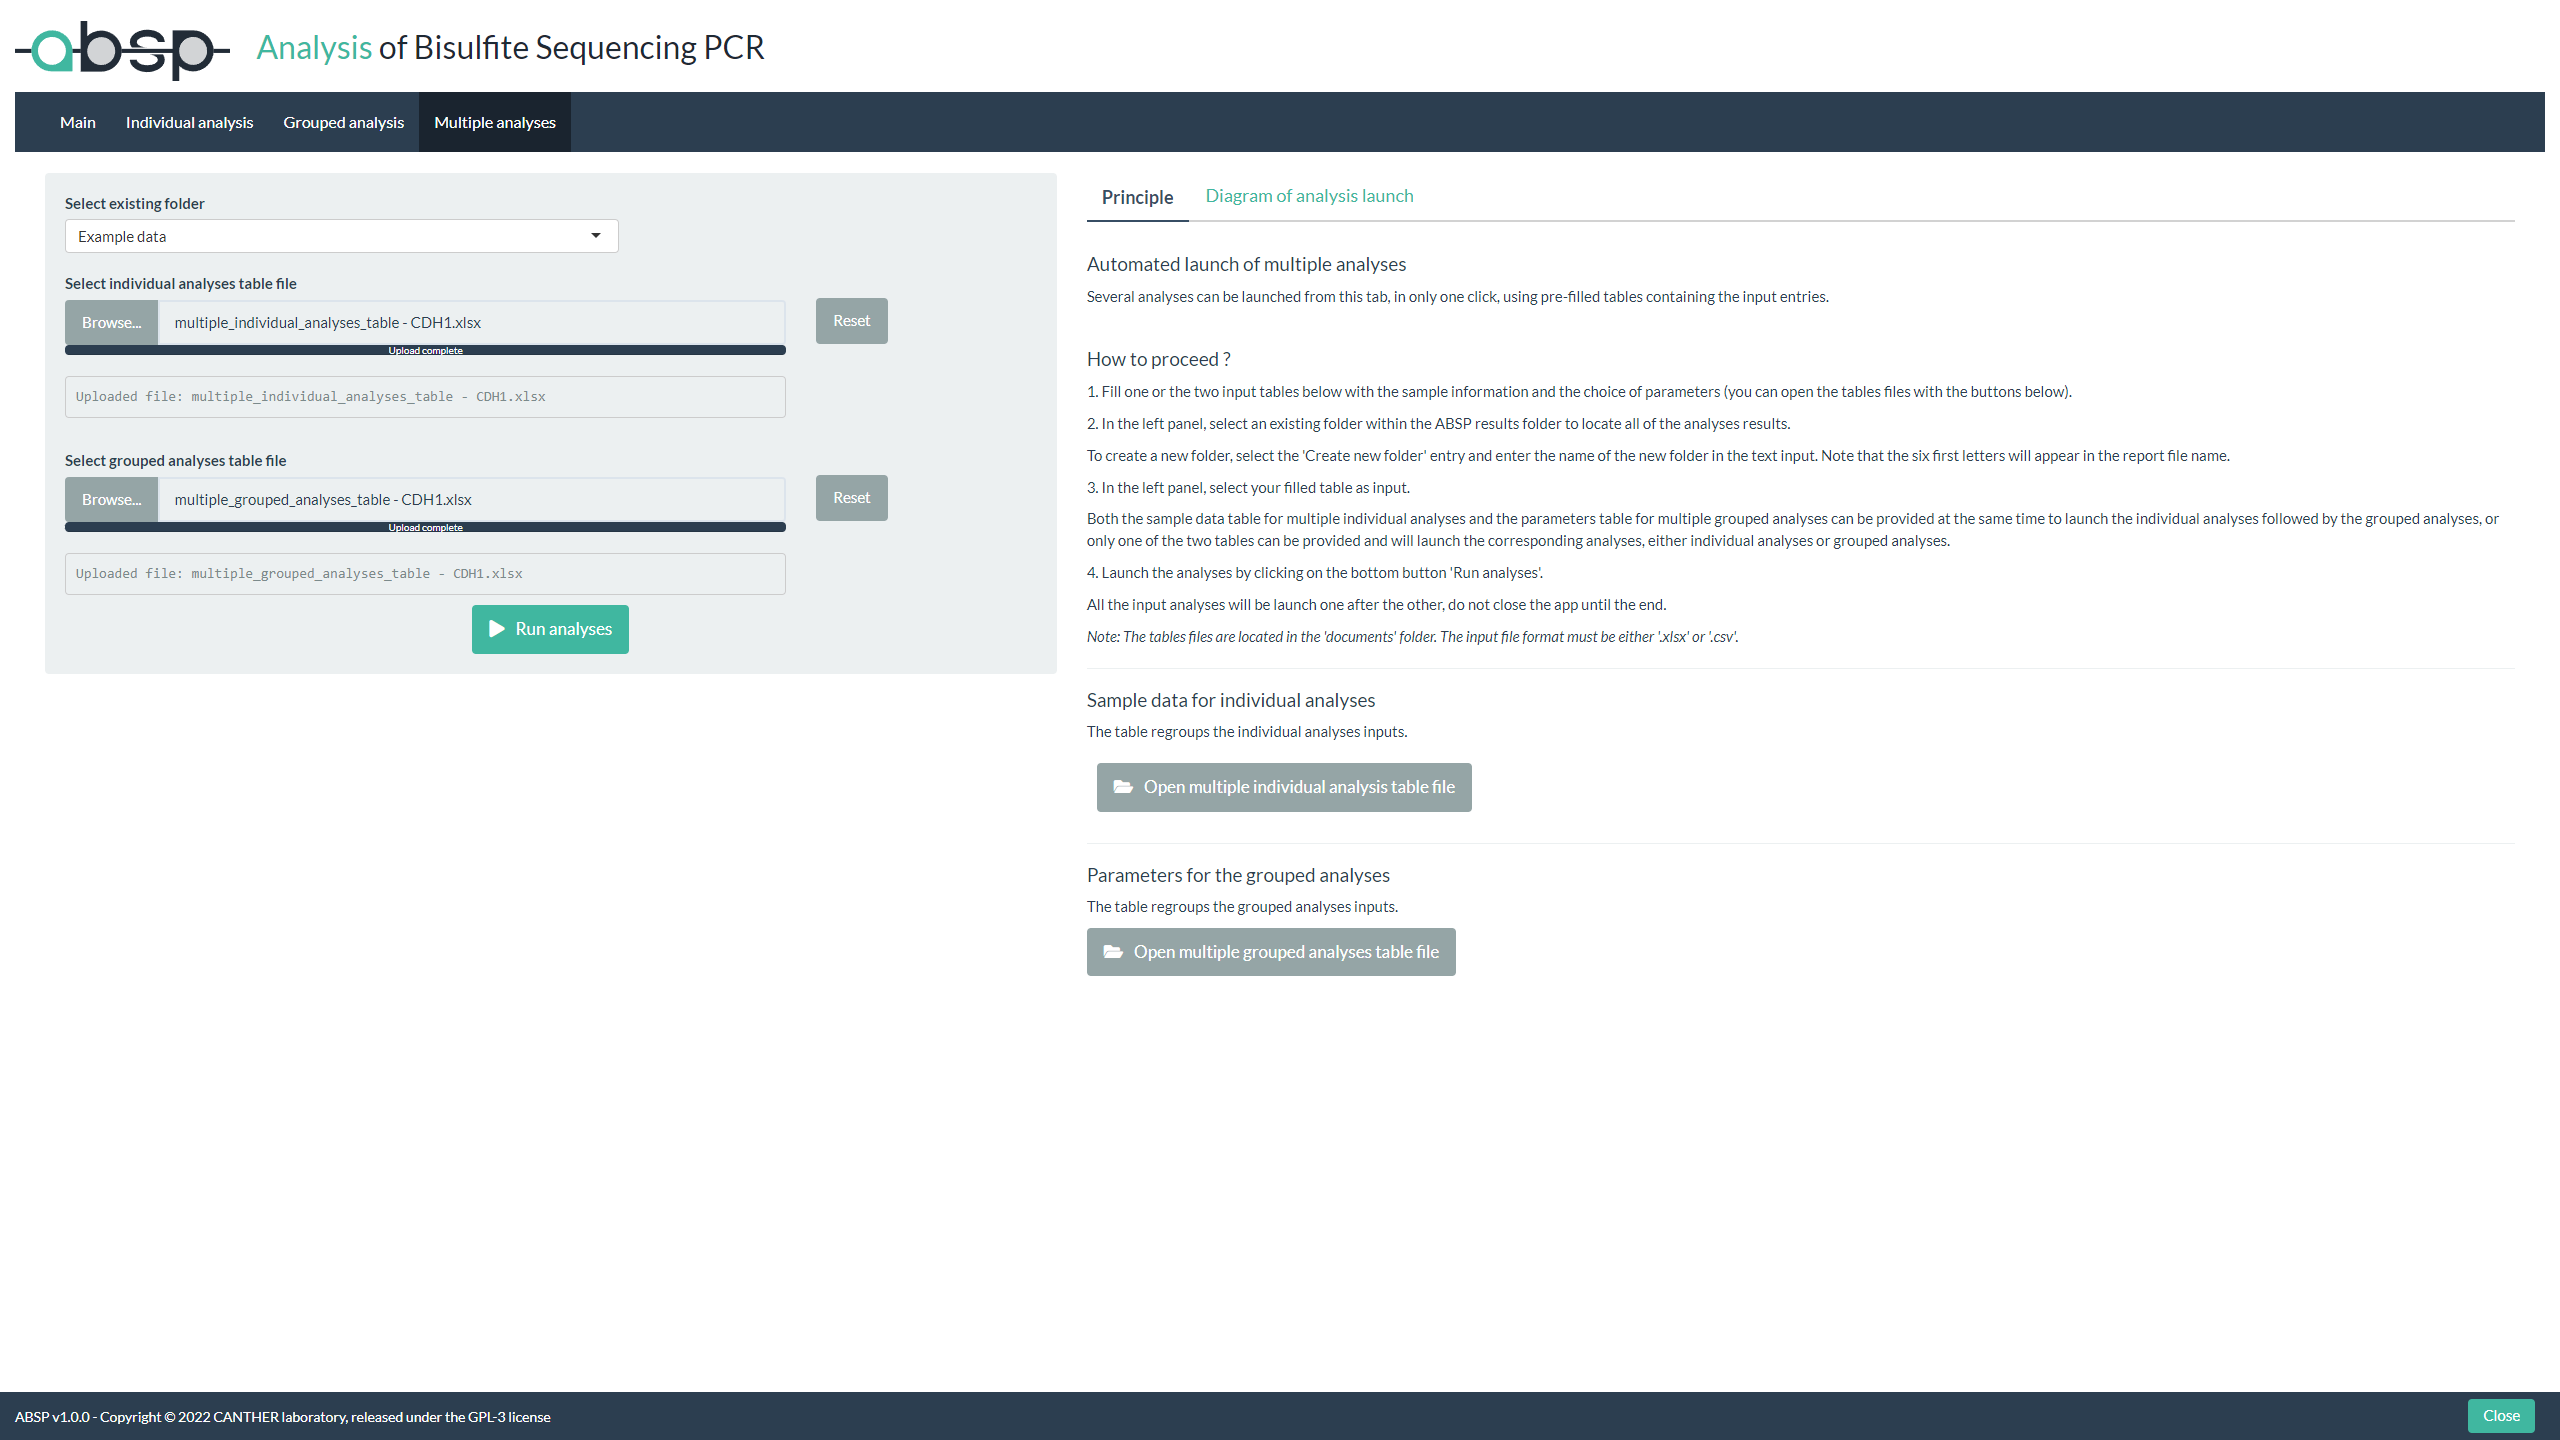 absp Analysis of Bisulfite Sequencing PCR
Main Individual analysis Grouped analysis Multiple analyses
Select existing folder
Example data
Select individual analyses table file
Browse... multiple_individual_analyses_table - CDH1.xlsx Reset
Upload complete
Uploaded file: multiple_individual_analyses_table - CDH1.xlsx
Select grouped analyses table file
Browse... multiple_grouped_analyses_table - CDH1.xlsx Reset
Upload complete
Uploaded file: multiple_grouped_analyses_table - CDH1.xlsx
Run analyses
Principle Diagram of analysis launch
Automated launch of multiple analyses
Several analyses can be launched from this tab, in only one click, using pre-filled tables containing the input entries.
How to proceed ?
1. Fill one or the two input tables below with the sample information and the choice of parameters (you can open the tables files with the buttons below).
2. In the left panel, select an existing folder within the ABSP results folder to locate all of the analyses results.
To create a new folder, select the 'Create new folder' entry and enter the name of the new folder in the text input. Note that the six first letters will appear in the report file name.
3. In the left panel, select your filled table as input.
Both the sample data table for multiple individual analyses and the parameters table for multiple grouped analyses can be provided at the same time to launch the individual analyses followed by the grouped analyses, or
only one of the two tables can be provided and will launch the corresponding analyses, either individual analyses or grouped analyses.
4. Launch the analyses by clicking on the bottom button 'Run analyses'.
All the input analyses will be launch one after the other, do not close the app until the end.
Note: The tables files are located in the 'documents' folder. The input file format must be either '.xlsx' or '.csv'.
Sample data for individual analyses
The table regroups the individual analyses inputs.
Open multiple individual analysis table file
Parameters for the grouped analyses
The table regroups the grouped analyses inputs.
Open multiple grouped analyses table file
ABSP v1.0.0 - Copyright © 2022 CANTHER laboratory, released under the GPL-3 license
Close